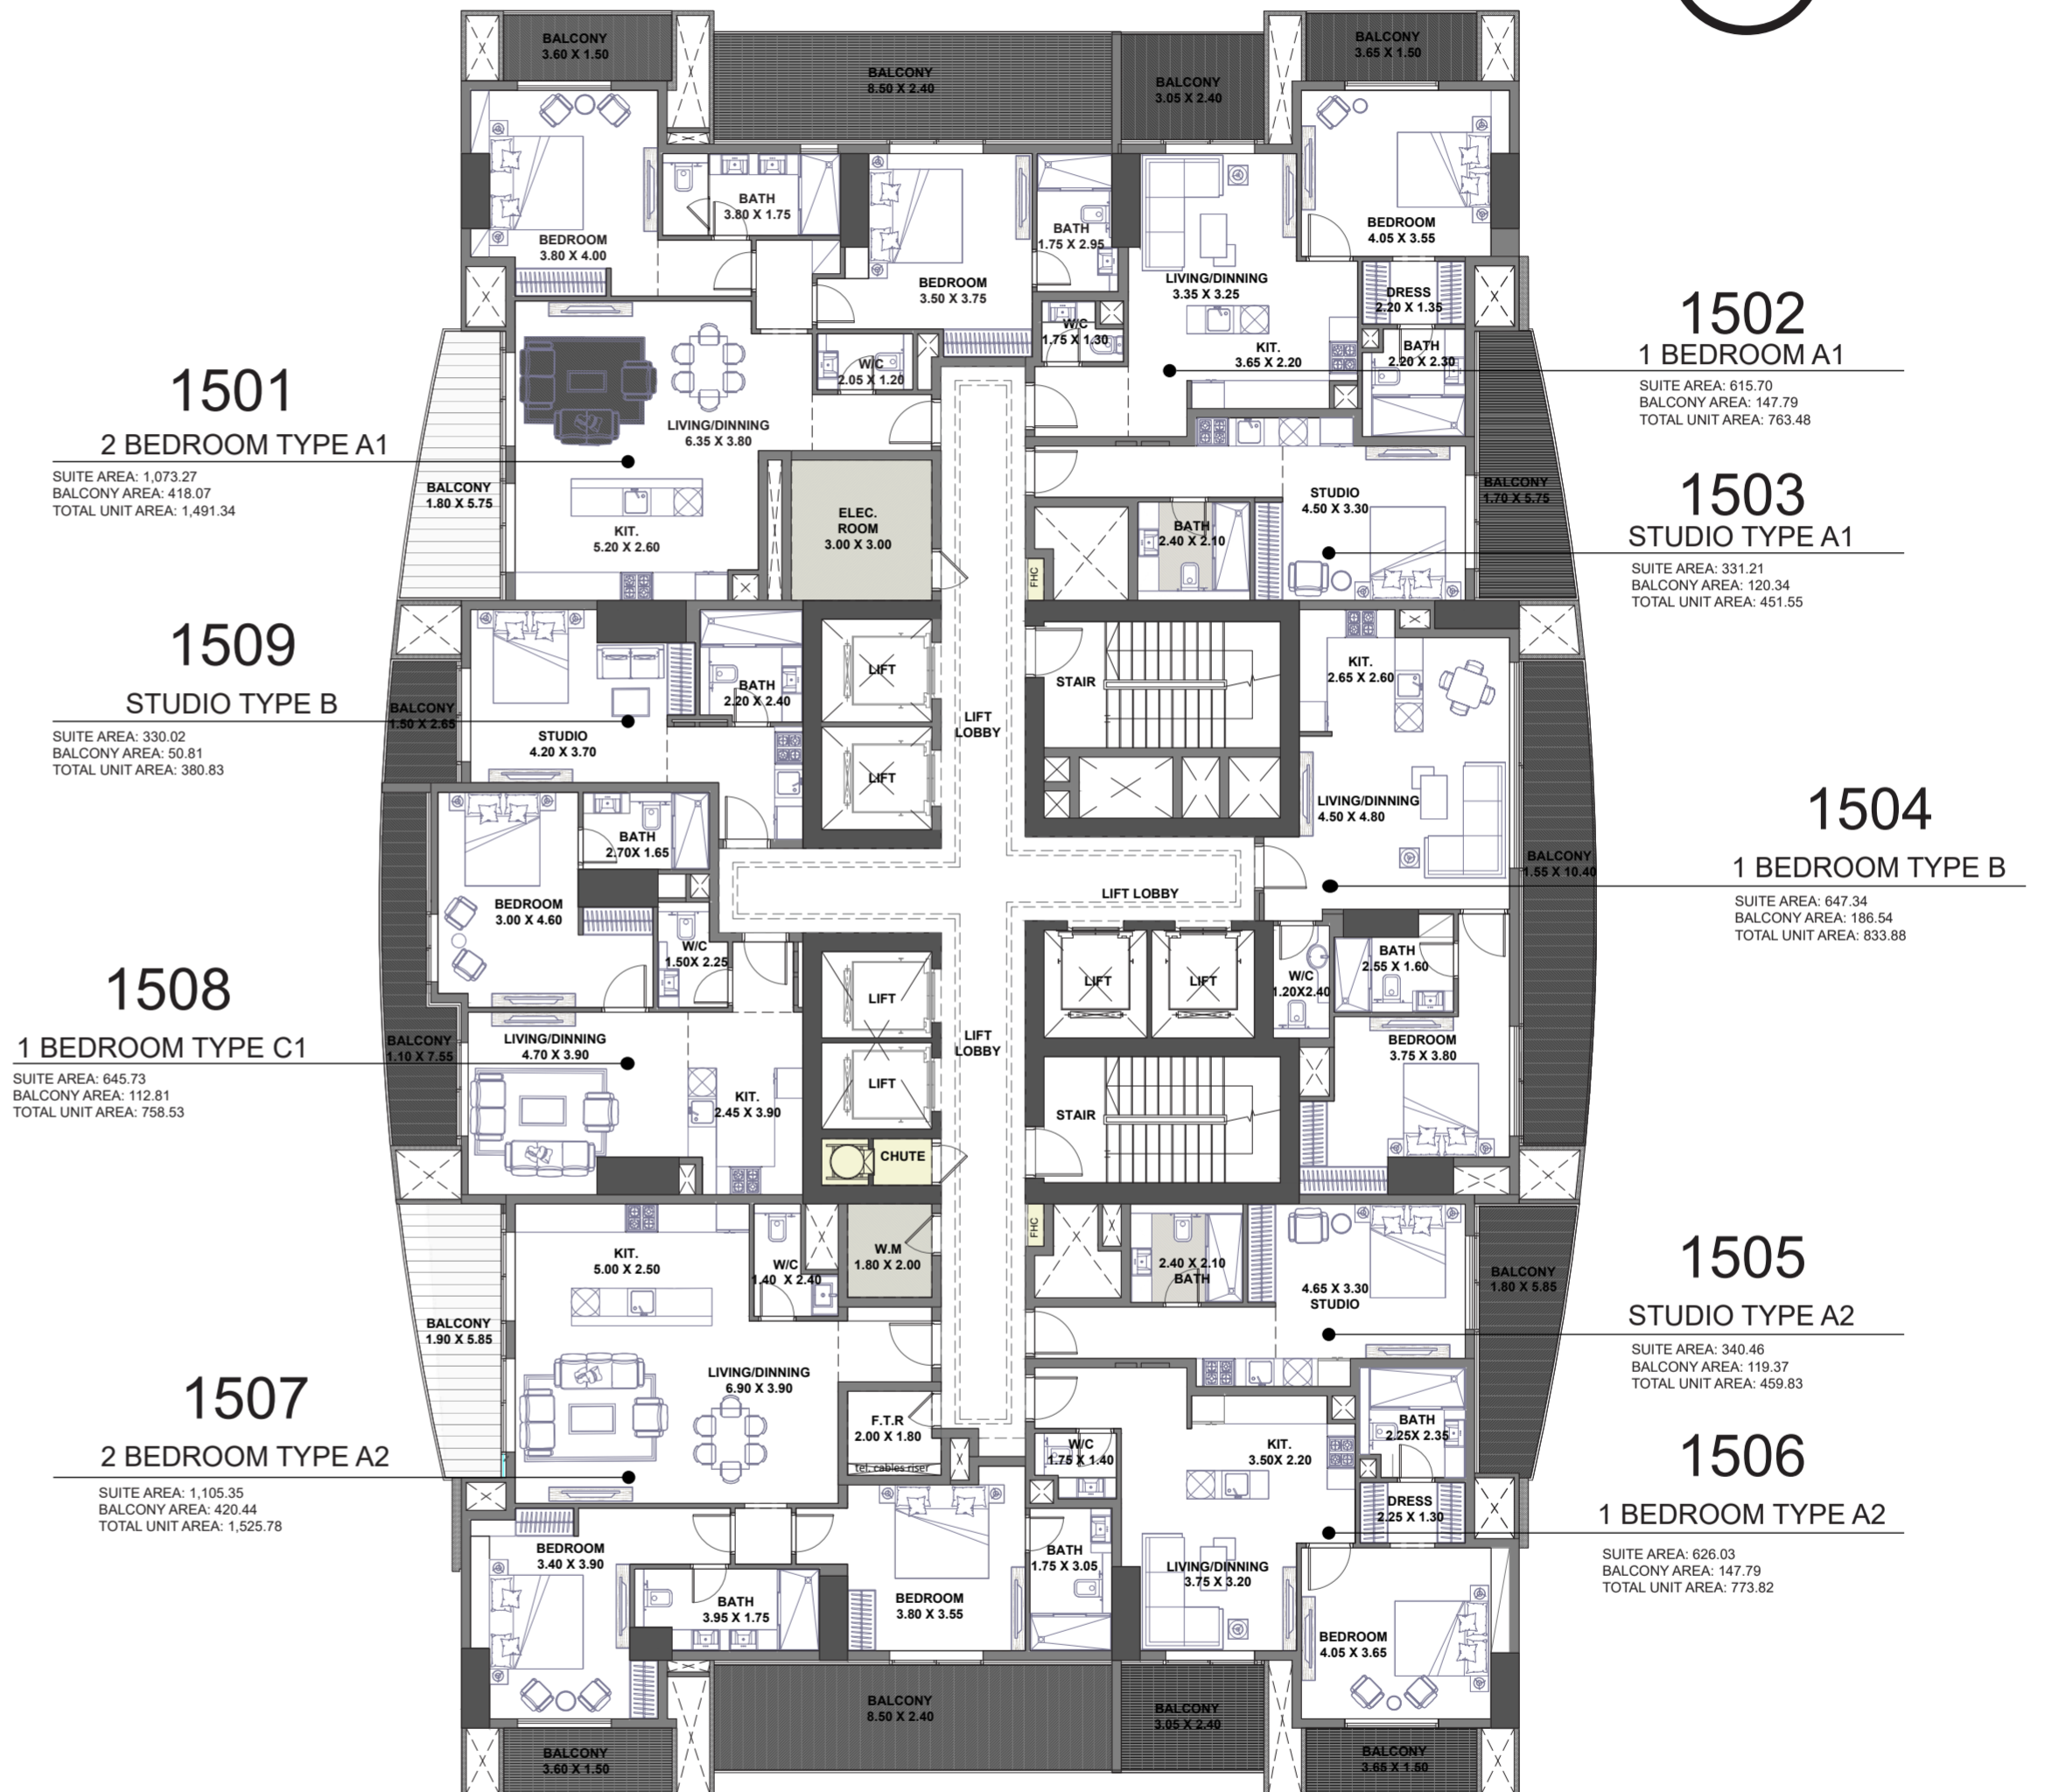 BALCONY
3.60 X 1.50
BALCONY
8.50 X 2.40
BALCONY
3.05 X 2.40
BALCONY
3.65 X 1.50
BEDROOM
3.80 X 4.00
BATH
3.80 X 1.75
BEDROOM
3.50 X 3.75
BATH
1.75 X 2.95
W/C
1.75 X 1.30
W/C
2.05 X 1.20
LIVING/DINNING
3.35 X 3.25
KIT.
3.65 X 2.20
BEDROOM
4.05 X 3.55
DRESS
2.20 X 1.35
BATH
2.20 X 2.30
1501
2 BEDROOM TYPE A1
SUITE AREA: 1,073.27
BALCONY AREA: 418.07
TOTAL UNIT AREA: 1,491.34
LIVING/DINNING
6.35 X 3.80
BALCONY
1.80 X 5.75
KIT.
5.20 X 2.60
ELEC.
ROOM
3.00 X 3.00
1502
1 BEDROOM A1
SUITE AREA: 615.70
BALCONY AREA: 147.79
TOTAL UNIT AREA: 763.48
1503
STUDIO TYPE A1
SUITE AREA: 331.21
BALCONY AREA: 120.34
TOTAL UNIT AREA: 451.55
STUDIO
4.50 X 3.30
BALCONY
1.70 X 5.75
BATH
2.40 X 2.10
FHC
1509
STUDIO TYPE B
SUITE AREA: 330.02
BALCONY AREA: 50.81
TOTAL UNIT AREA: 380.83
BALCONY
1.50 X 2.65
STUDIO
4.20 X 3.70
BATH
2.20 X 2.40
LIFT
LIFT
LIFT
LOBBY
STAIR
KIT.
2.65 X 2.60
LIVING/DINNING
4.50 X 4.80
BALCONY
1.55 X 10.40
1504
1 BEDROOM TYPE B
SUITE AREA: 647.34
BALCONY AREA: 186.54
TOTAL UNIT AREA: 833.88
LIFT LOBBY
BATH
2.70X 1.65
BEDROOM
3.00 X 4.60
W/C
1.50X 2.25
LIFT
LIFT
W/C
1.20X2.40
BATH
2.55 X 1.60
BEDROOM
3.75 X 3.80
1508
1 BEDROOM TYPE C1
SUITE AREA: 645.73
BALCONY AREA: 112.81
TOTAL UNIT AREA: 758.53
BALCONY
1.10 X 7.55
LIVING/DINNING
4.70 X 3.90
KIT.
2.45 X 3.90
LIFT
LIFT
LIFT
LOBBY
STAIR
CHUTE
W.M
1.80 X 2.00
FHC
KIT.
5.00 X 2.50
W/C
1.40 X 2.40
BALCONY
1.90 X 5.85
LIVING/DINNING
6.90 X 3.90
F.T.R
2.00 X 1.80
tel. cables riser
2.40 X 2.10
BATH
4.65 X 3.30
STUDIO
BALCONY
1.80 X 5.85
1505
STUDIO TYPE A2
SUITE AREA: 340.46
BALCONY AREA: 119.37
TOTAL UNIT AREA: 459.83
1507
2 BEDROOM TYPE A2
SUITE AREA: 1,105.35
BALCONY AREA: 420.44
TOTAL UNIT AREA: 1,525.78
1506
1 BEDROOM TYPE A2
SUITE AREA: 626.03
BALCONY AREA: 147.79
TOTAL UNIT AREA: 773.82
W/C
1.75 X 1.40
KIT.
3.50X 2.20
BATH
2.25X 2.35
DRESS
2.25 X 1.30
BEDROOM
3.40 X 3.90
BATH
3.95 X 1.75
BEDROOM
3.80 X 3.55
BATH
1.75 X 3.05
LIVING/DINNING
3.75 X 3.20
BEDROOM
4.05 X 3.65
BALCONY
8.50 X 2.40
BALCONY
3.05 X 2.40
BALCONY
3.60 X 1.50
BALCONY
3.65 X 1.50